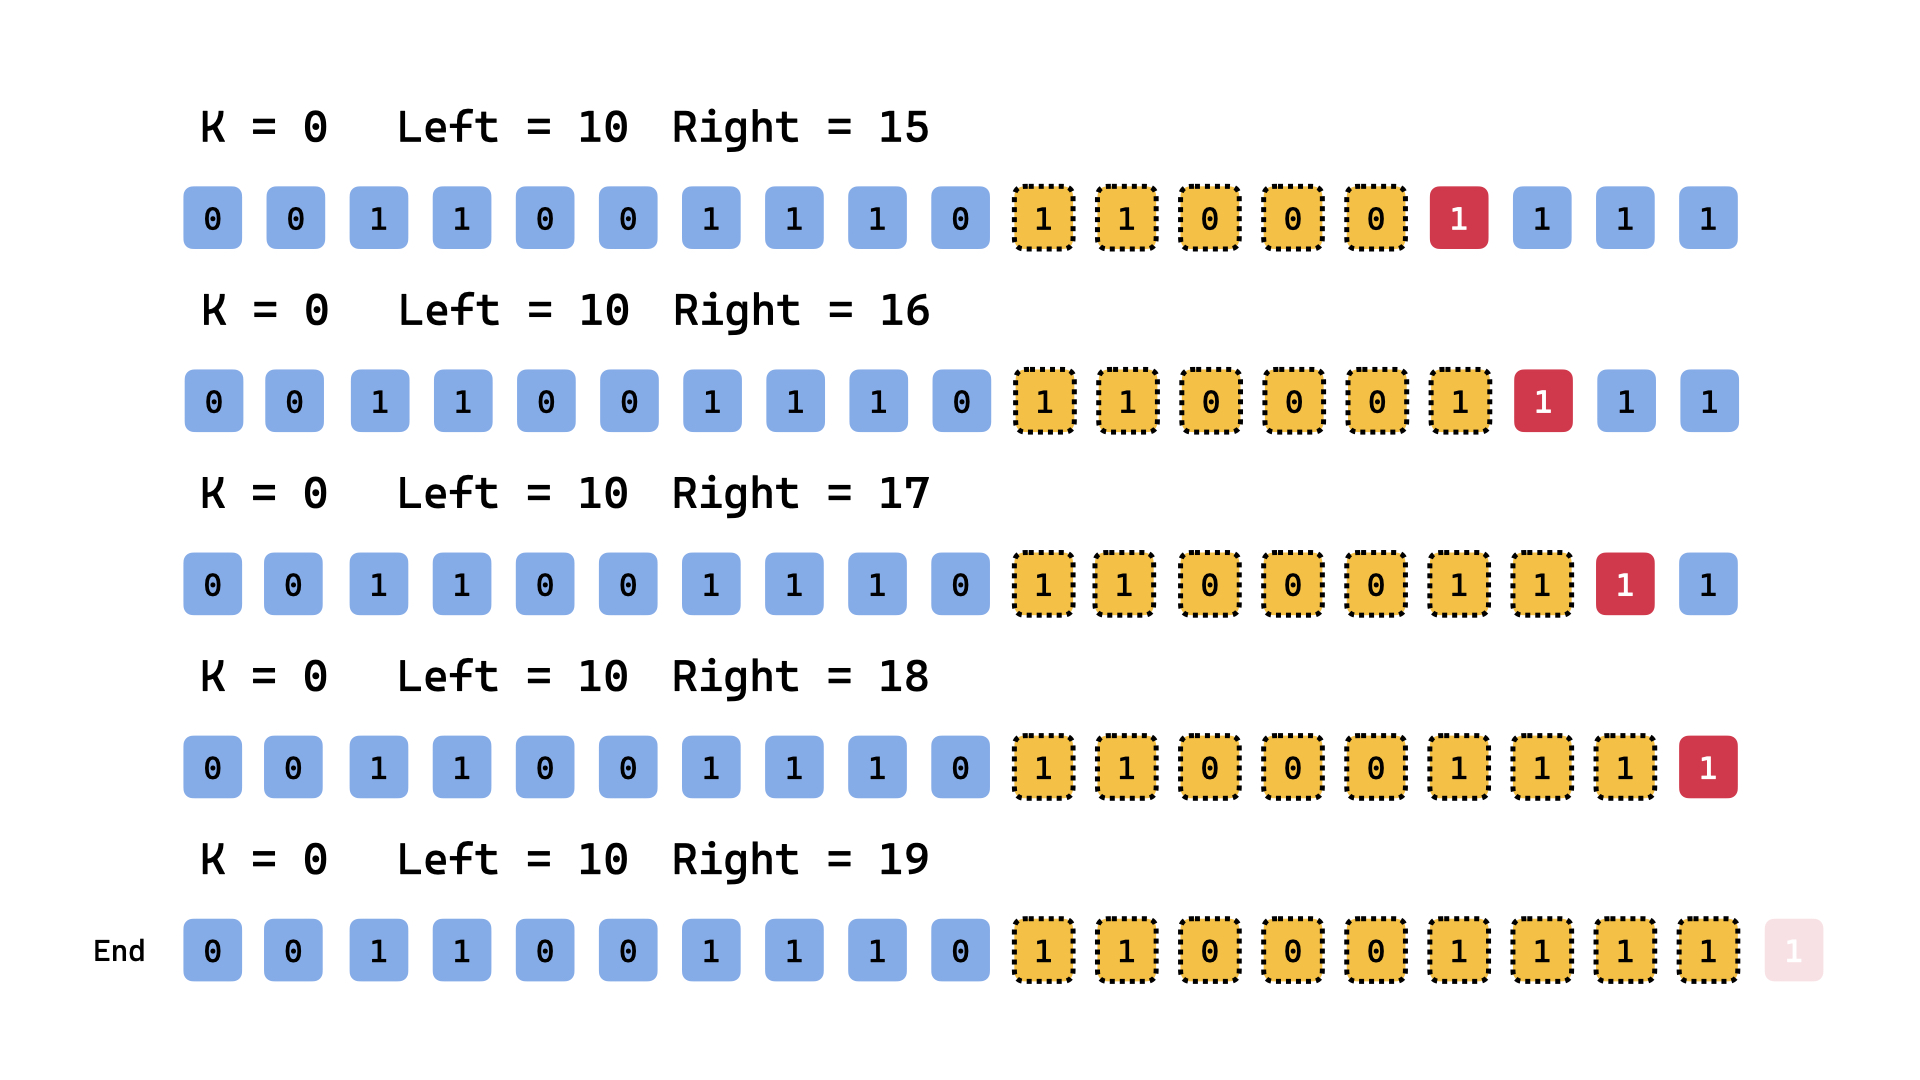 K = 0 Left = 10 Right = 15
0 0 1 1 0 0 1 1 1 0 1 1 0 0 0 1 1 1 1
K = 0 Left = 10 Right = 16
0 0 1 1 0 0 1 1 1 0 1 1 0 0 0 1 1 1 1
K = 0 Left = 10 Right = 17
0 0 1 1 0 0 1 1 1 0 1 1 0 0 0 1 1 1 1
K = 0 Left = 10 Right = 18
0 0 1 1 0 0 1 1 1 0 1 1 0 0 0 1 1 1 1
K = 0 Left = 10 Right = 19
End 0 0 1 1 0 0 1 1 1 0 1 1 0 0 0 1 1 1 1 1